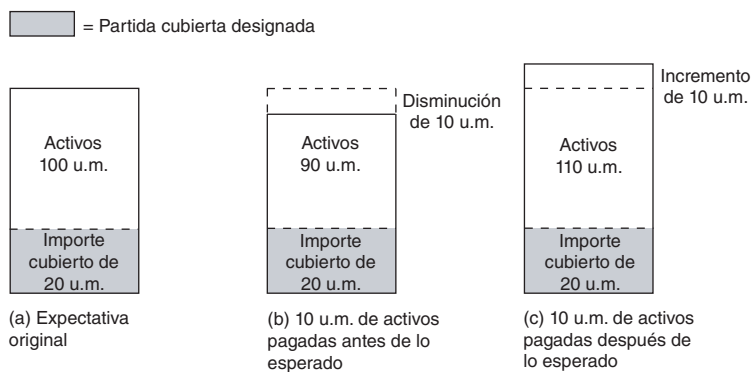 = Partida cubierta designada
Activos
100 u.m.
Importe
cubierto de
20 u.m.
(a) Expectativa
original
Disminución
de 10 u.m.
Activos
90 u.m.
Importe
cubierto de
20 u.m.
(b) 10 u.m. de activos
pagadas antes de lo
esperado
Incremento
de 10 u.m.
Activos
110 u.m.
Importe
cubierto de
20 u.m.
(c) 10 u.m. de activos
pagadas después de
lo esperado